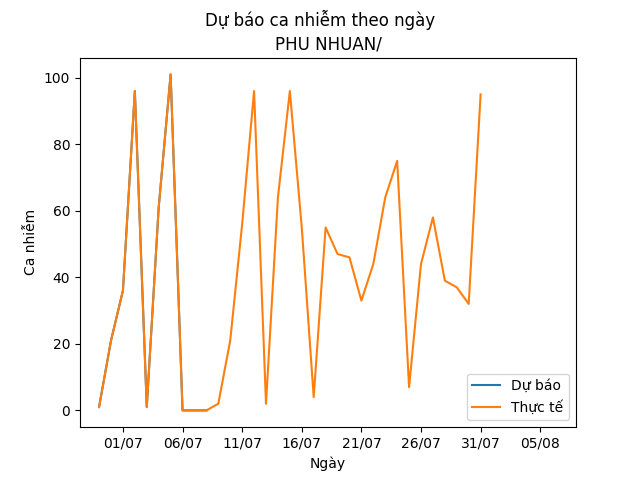 Dự báo ca nhiễm theo ngày
PHU NHUAN/
Ca nhiễm
100
80
60
40
20
0
01/07 06/07 11/07 16/07 21/07 26/07 31/07 05/08
Ngày
Dự báo
Thực tế